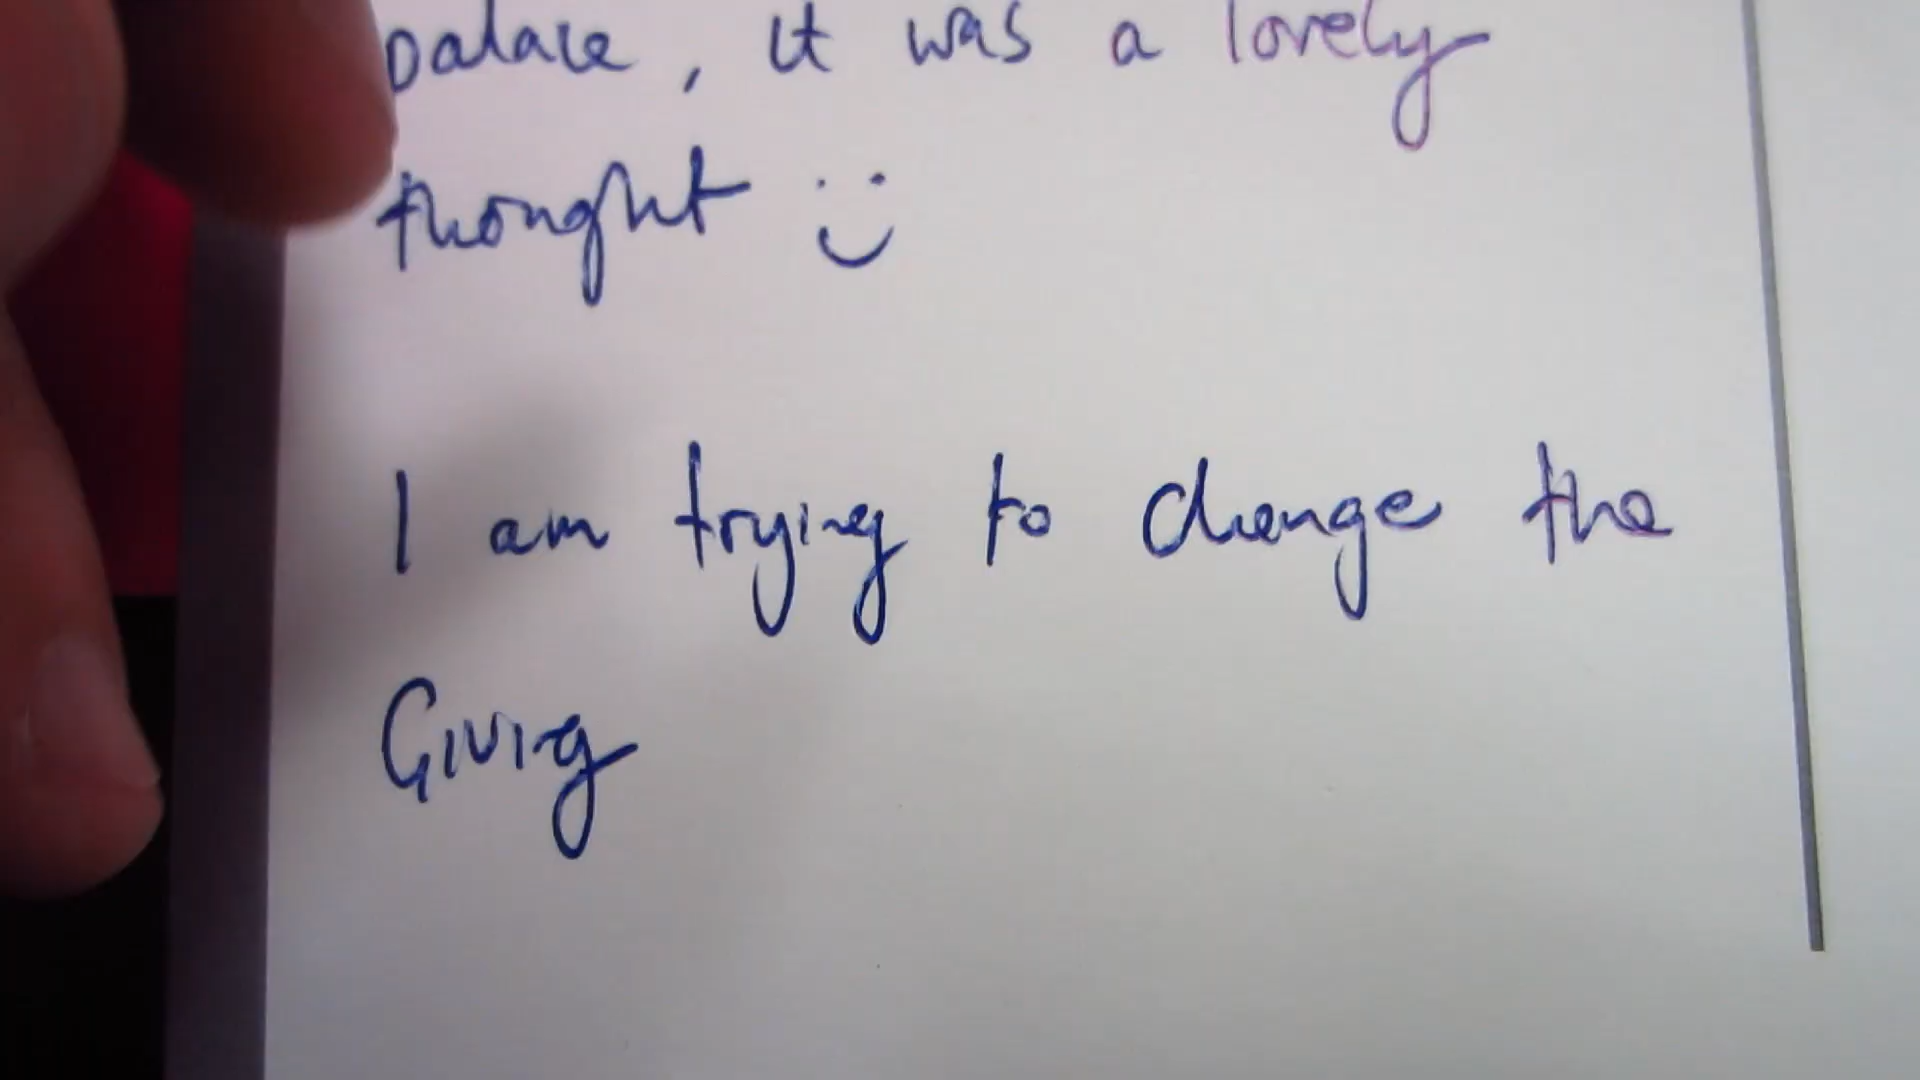 palace, it was a lovely
thought :)
I am trying to change the
Giving